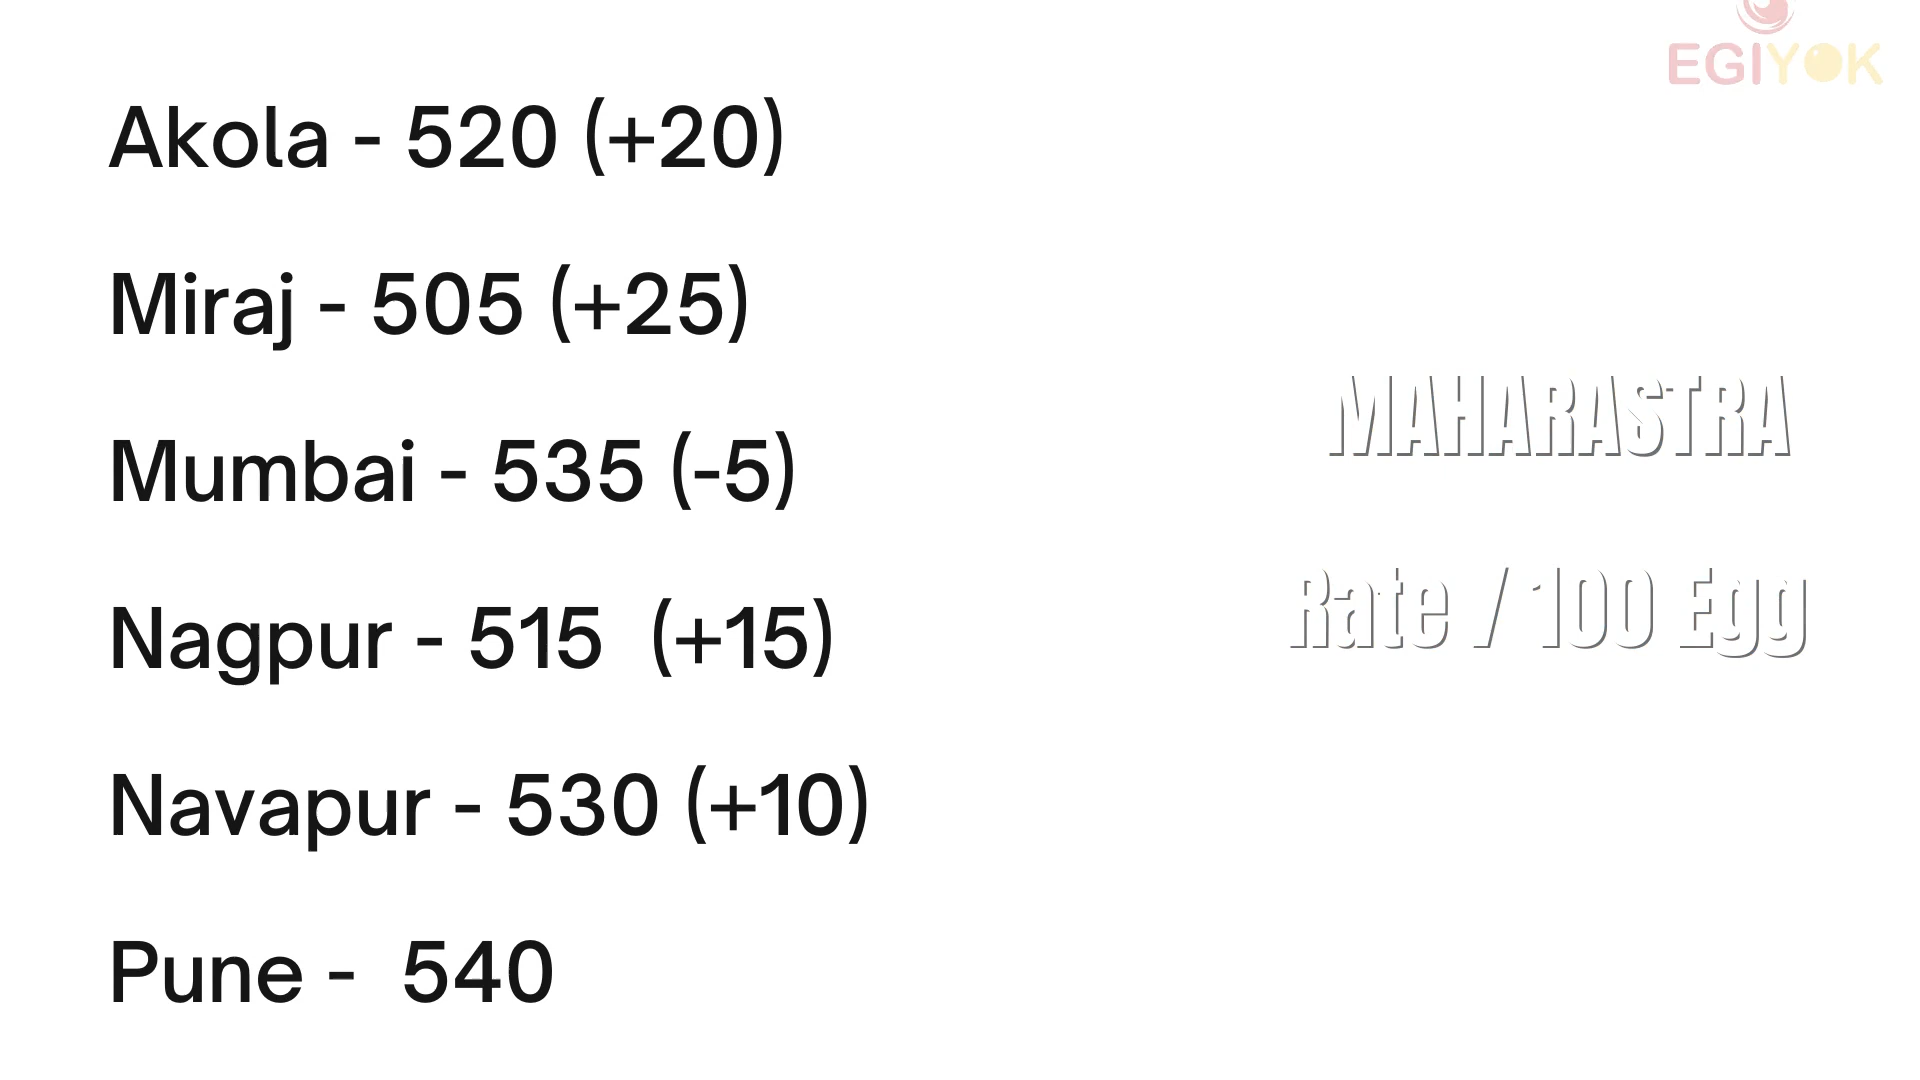 EGIYOK
Akola - 520 (+20)
Miraj - 505 (+25)
Mumbai - 535 (-5)
Nagpur - 515 (+15)
Navapur - 530 (+10)
Pune - 540
MAHARASTRA
Rate / 100 Egg